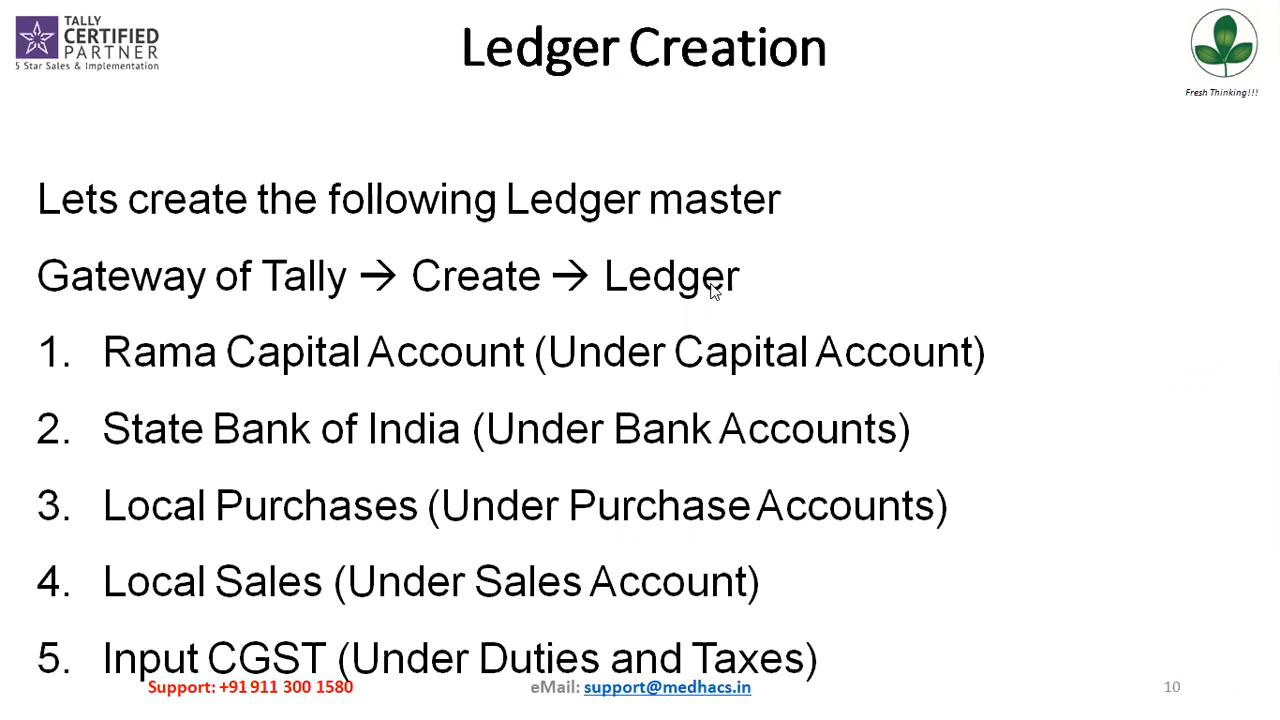 TALLY
CERTIFIED
PARTNER
5 Star Sales & Implementation
Ledger Creation
Fresh Thinking!!!
Lets create the following Ledger master
Gateway of Tally → Create → Ledger
1. Rama Capital Account (Under Capital Account)
2. State Bank of India (Under Bank Accounts)
3. Local Purchases (Under Purchase Accounts)
4. Local Sales (Under Sales Account)
5. Input CGST (Under Duties and Taxes)
Support: +91 911 300 1580 eMail: support@medhacs.in 10